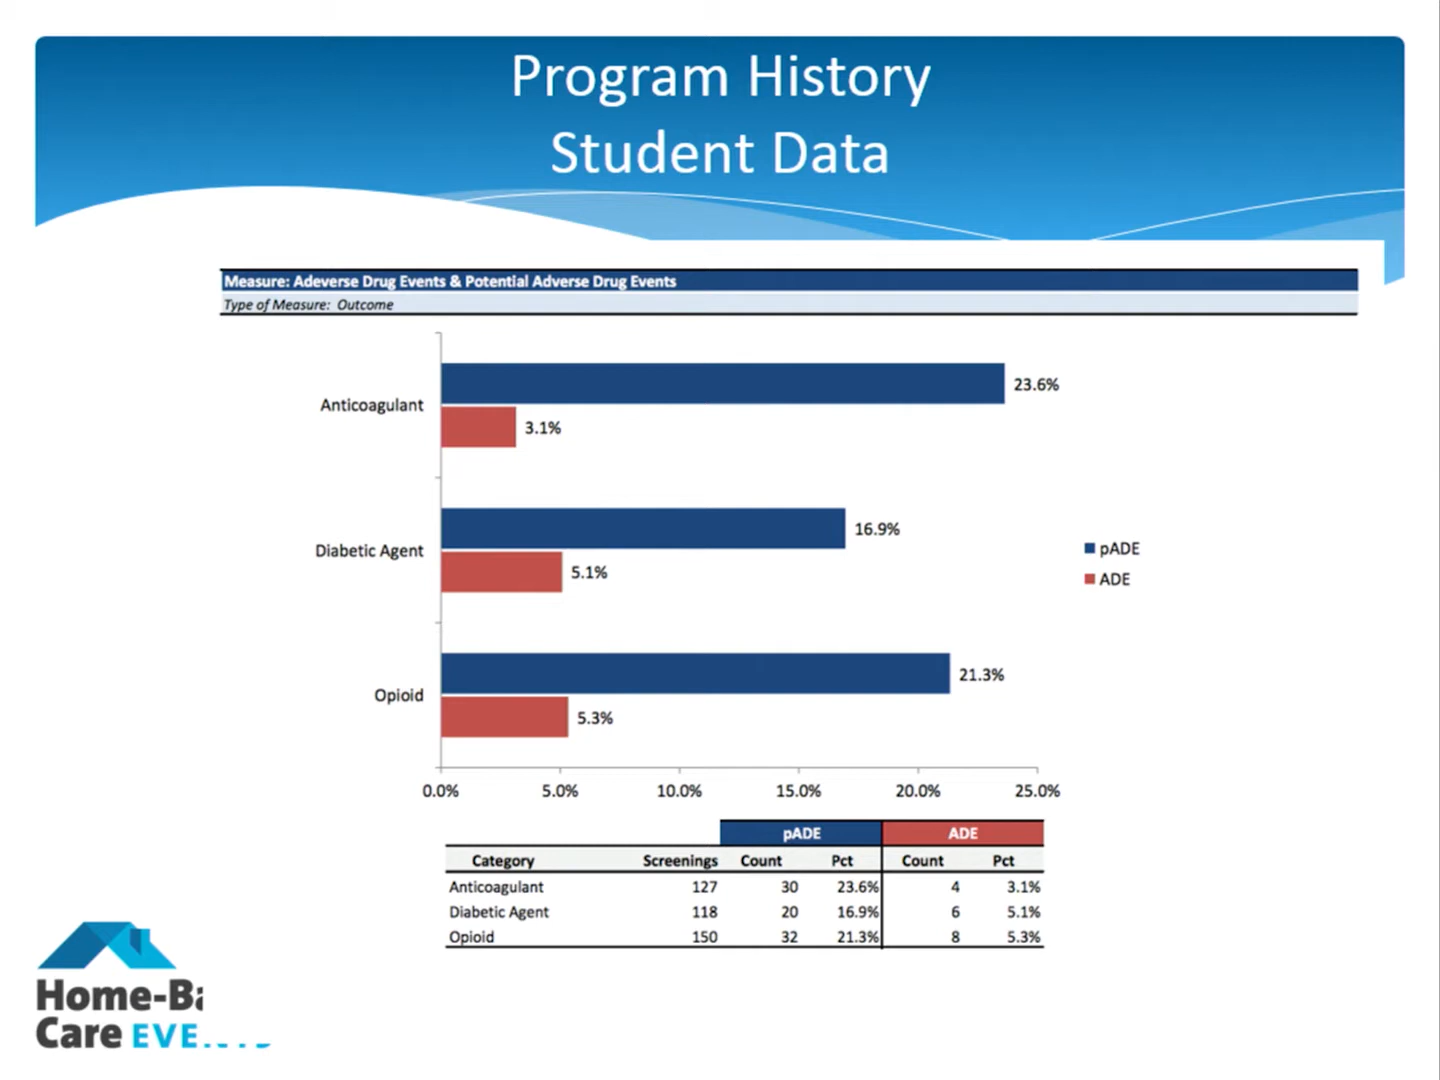 Program History
Student Data
Measure: Adeverse Drug Events & Potential Adverse Drug Events
Type of Measure: Outcome
Anticoagulant
23.6%
3.1%
Diabetic Agent
16.9%
5.1%
pADE
ADE
Opioid
21.3%
5.3%
0.0% 5.0% 10.0% 15.0% 20.0% 25.0%
pADE ADE
Category Screenings Count Pct Count Pct
Anticoagulant 127 30 23.6% 4 3.1%
Diabetic Agent 118 20 16.9% 6 5.1%
Opioid 150 32 21.3% 8 5.3%
Home-Ba
Care